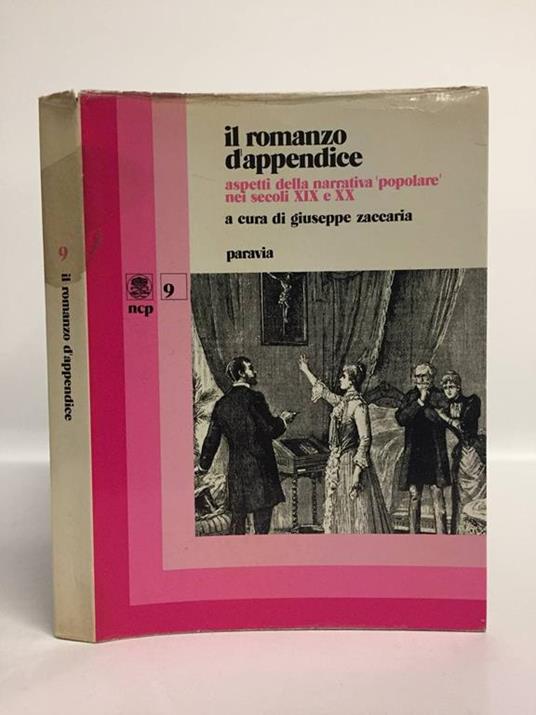 il romanzo
d'appendice
aspetti della narrativa 'popolare'
nei secoli XIX e XX
a cura di giuseppe zaccaria
paravia
9
ncp
9 il romanzo d'appendice